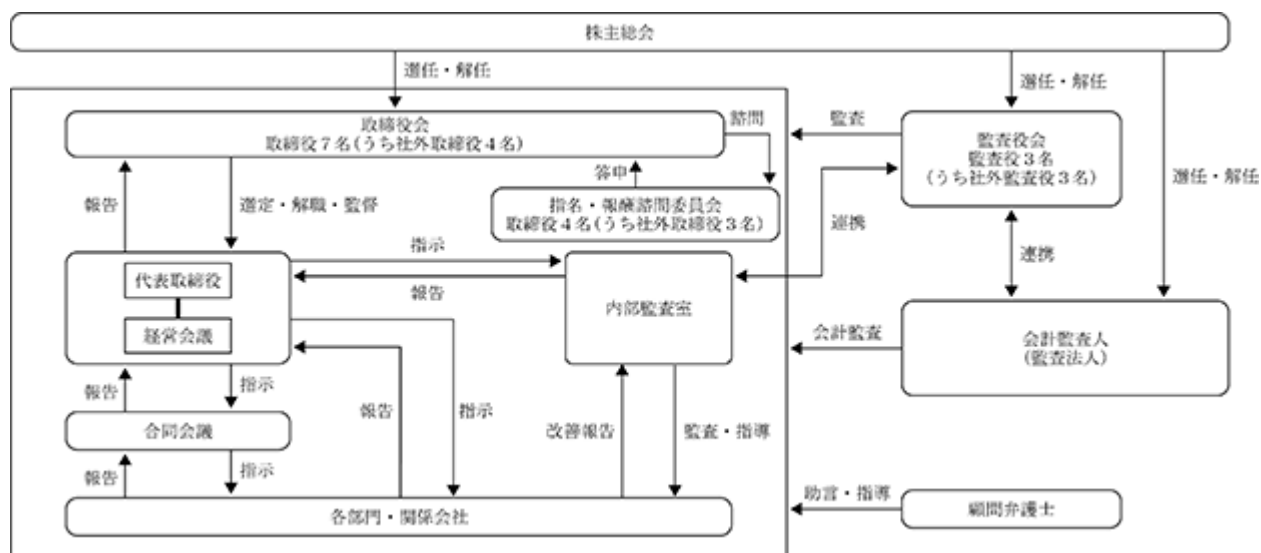 株主総会
選任・解任
選任・解任
取締役会
取締役７名(うち社外取締役４名)
諮問
監査
監査役会
監査役３名
(うち社外監査役３名)
選任・解任
答申
報告
選定・解職・監督
指名・報酬諮問委員会
取締役４名(うち社外取締役３名)
連携
指示
連携
代表取締役
報告
内部監査室
経営会議
会計監査
会計監査人
(監査法人)
報告
指示
報告
指示
合同会議
改善報告
監査・指導
報告
指示
助言・指導
顧問弁護士
各部門・関係会社